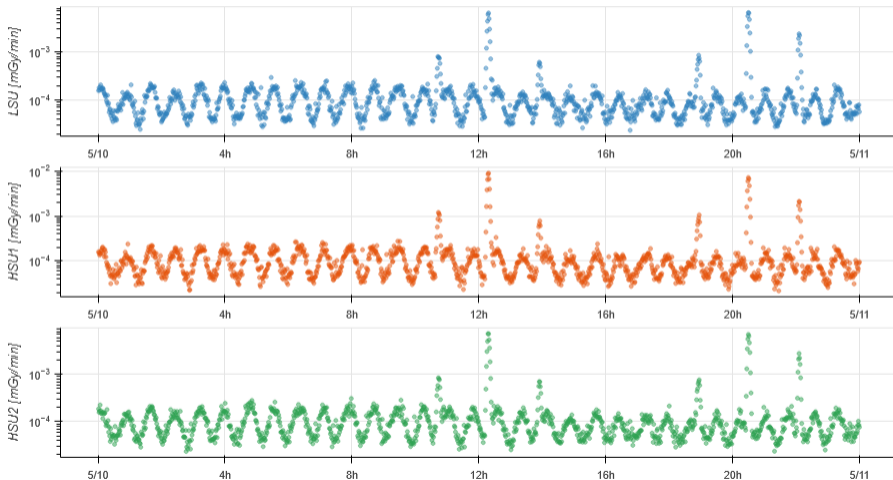 LSU [mGy/min]
10⁻³
10⁻⁴
5/10 4h 8h 12h 16h 20h 5/11
HSU1 [mGy/min]
10⁻²
10⁻³
10⁻⁴
5/10 4h 8h 12h 16h 20h 5/11
HSU2 [mGy/min]
10⁻³
10⁻⁴
5/10 4h 8h 12h 16h 20h 5/11